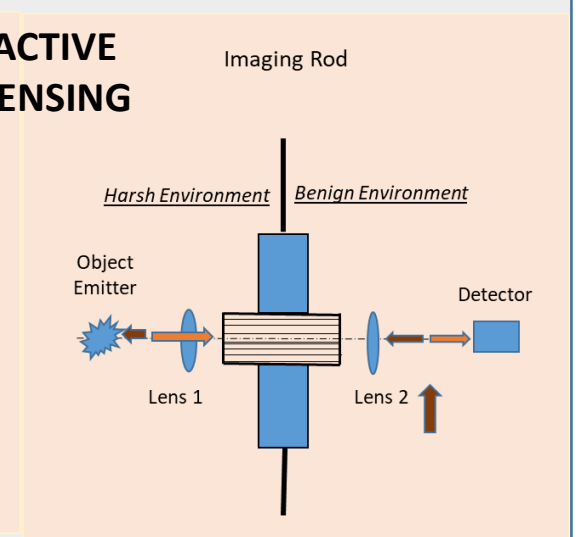 ACTIVE
ENSING
Imaging Rod
Harsh Environment
Benign Environment
Object
Emitter
Detector
Lens 1
Lens 2